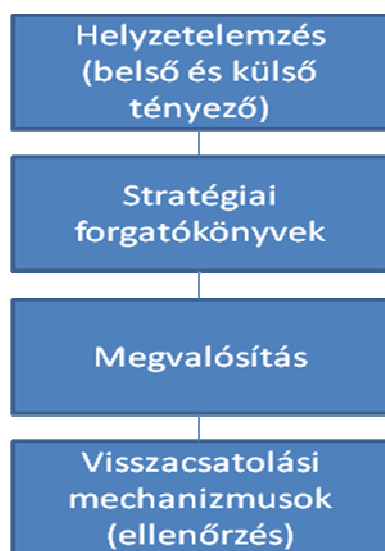 Helyzetelemzés
(belső és külső
tényező)
Stratégiai
forgatókönyvek
Megvalósítás
Visszacsatolási
mechanizmusok
(ellenőrzés)